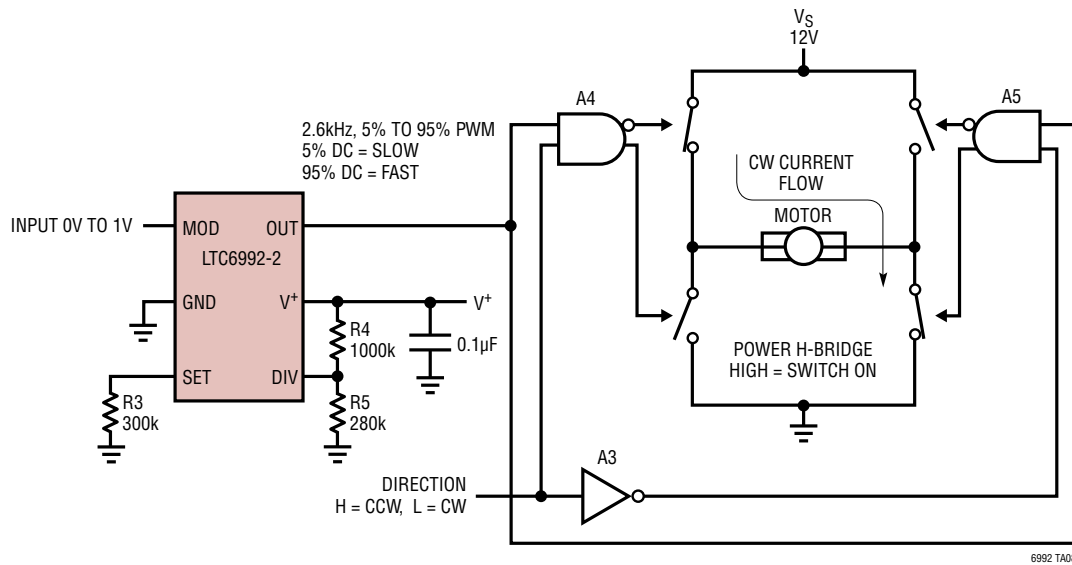 V_S
12V
A4
A5
2.6kHz, 5% TO 95% PWM
5% DC = SLOW
95% DC = FAST
CW CURRENT
FLOW
MOTOR
INPUT 0V TO 1V
MOD
OUT
LTC6992-2
GND
V⁺
V⁺
R4
1000k
0.1µF
SET
DIV
R3
300k
R5
280k
POWER H-BRIDGE
HIGH = SWITCH ON
A3
DIRECTION
H = CCW, L = CW
6992 TA08